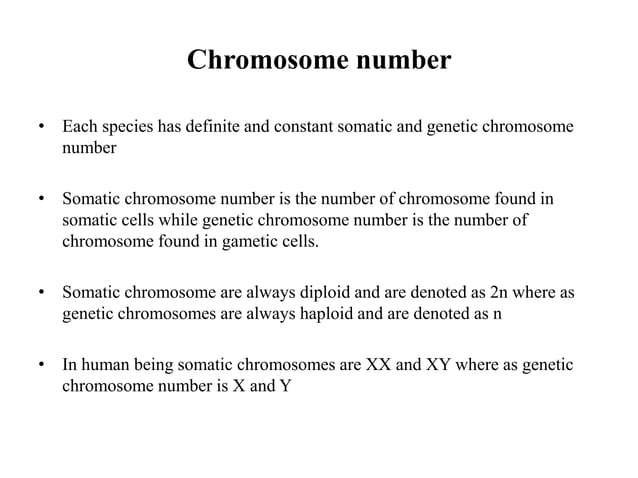 Chromosome number
• Each species has definite and constant somatic and genetic chromosome
number
• Somatic chromosome number is the number of chromosome found in
somatic cells while genetic chromosome number is the number of
chromosome found in gametic cells.
• Somatic chromosome are always diploid and are denoted as 2n where as
genetic chromosomes are always haploid and are denoted as n
• In human being somatic chromosomes are XX and XY where as genetic
chromosome number is X and Y